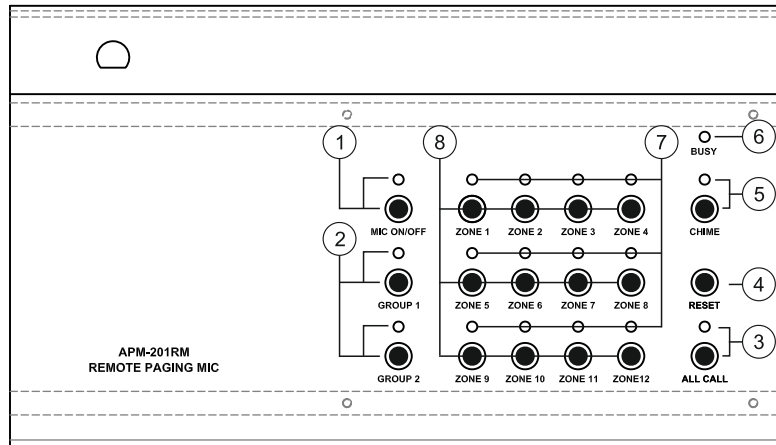 1
8
7
6
BUSY
5
MIC ON/OFF
ZONE 1
ZONE 2
ZONE 3
ZONE 4
CHIME
2
4
GROUP 1
ZONE 5
ZONE 6
ZONE 7
ZONE 8
RESET
3
APM-201RM
REMOTE PAGING MIC
GROUP 2
ZONE 9
ZONE 10
ZONE 11
ZONE12
ALL CALL